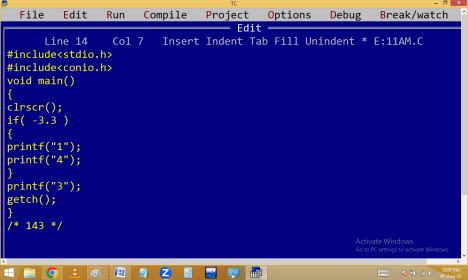 TC
File Edit Run Compile Project Options Debug Break/watch
Edit
Line 14 Col 7 Insert Indent Tab Fill Unindent * E:11AM.C
#include<stdio.h>
#include<conio.h>
void main()
{
clrscr();
if( -3.3 )
{
printf("1");
printf("4");
}
printf("3");
getch();
}
/* 143 */
Activate Windows
Go to PC settings to activate Windows.